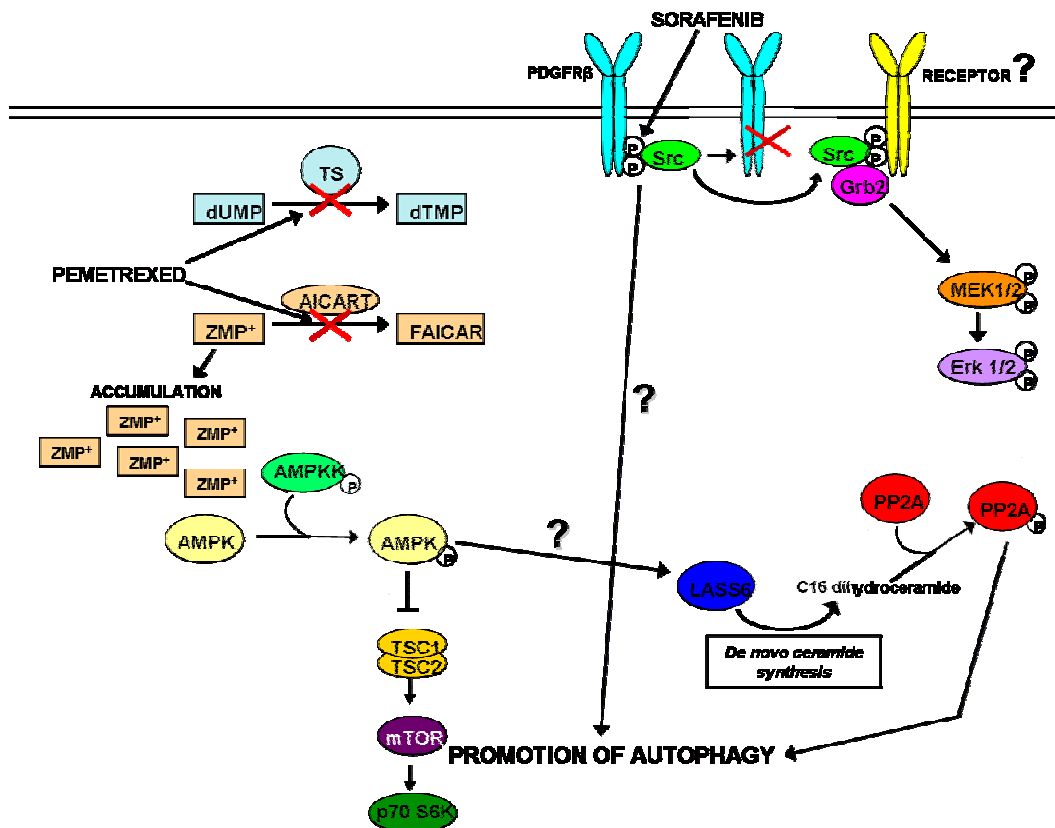 SORAFENIB
PDGFRβ
RECEPTOR ?
P
P
Src
Src
P
P
Grb2
TS
dUMP
dTMP
PEMETREXED
AICART
ZMP+
FAICAR
MEK1/2
P
P
Erk 1/2
P
P
ACCUMULATION
ZMP+
ZMP+
ZMP+
ZMP+
ZMP+
?
AMPKK
P
AMPK
AMPK
P
?
PP2A
PP2A
P
LASS6
C16 dihydroceramide
De novo ceramide
synthesis
TSC1
TSC2
mTOR
PROMOTION OF AUTOPHAGY
p70 S6K